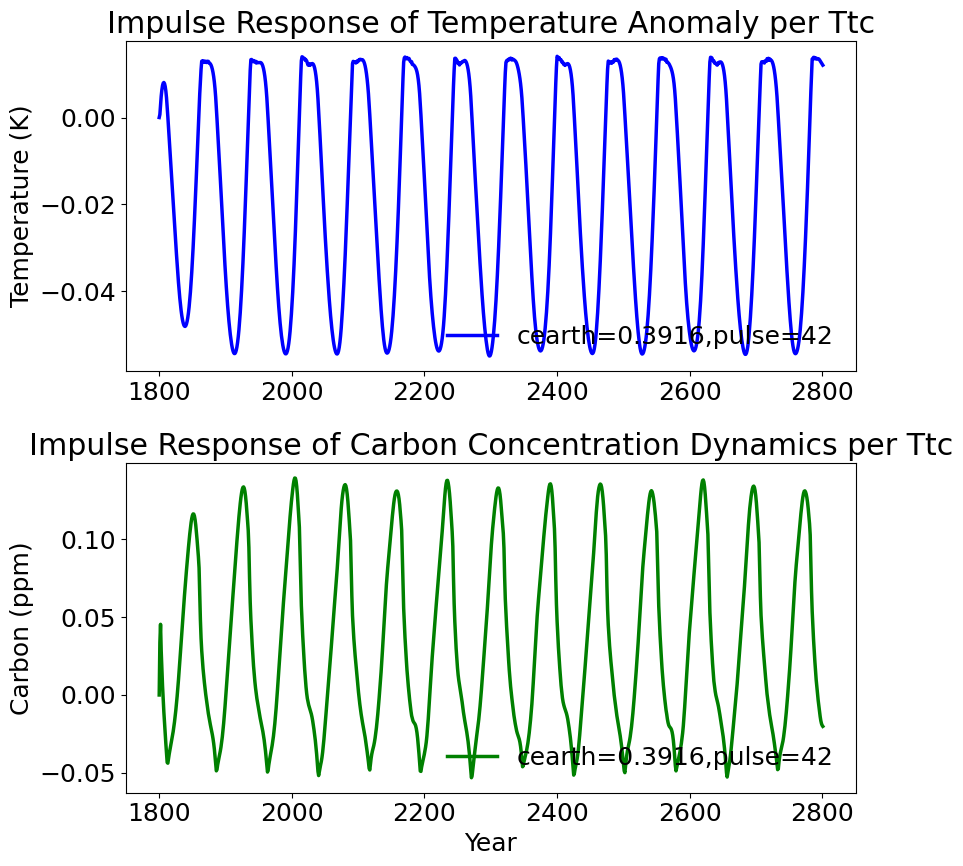 Impulse Response of Temperature Anomaly per Ttc
Temperature (K)
0.00
−0.02
−0.04
cearth=0.3916,pulse=42
1800 2000 2200 2400 2600 2800
Impulse Response of Carbon Concentration Dynamics per Ttc
Carbon (ppm)
0.10
0.05
0.00
−0.05
cearth=0.3916,pulse=42
1800 2000 2200 2400 2600 2800
Year